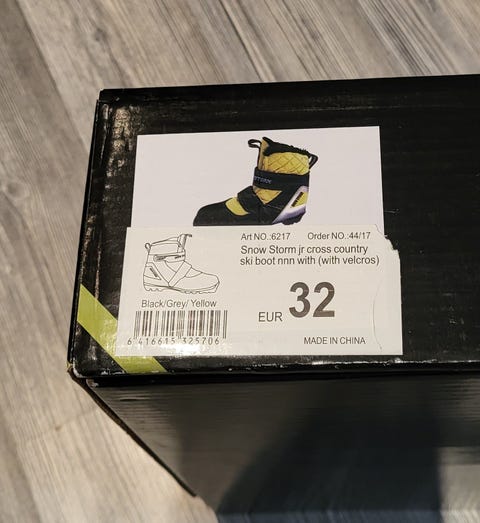 Art NO.:6217 Order NO.:44/17
Snow Storm jr cross country
ski boot nnn with (with velcros)
Black/Grey/ Yellow
EUR 32
6 416615 325706
MADE IN CHINA